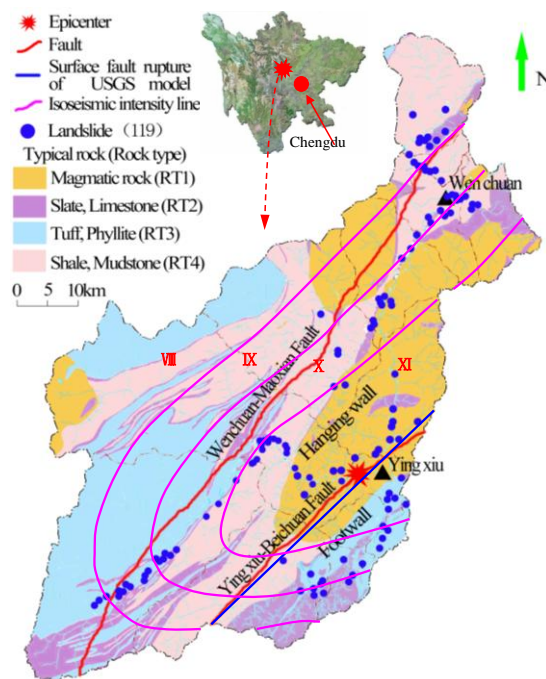 Epicenter
Fault
Surface fault rupture
of USGS model
Isoseismic intensity line
Landslide (119)
Typical rock (Rock type)
Magmatic rock (RT1)
Slate, Limestone (RT2)
Tuff, Phyllite (RT3)
Shale, Mudstone (RT4)
0 5 10km
Chengdu
N
Wen chuan
VIII
IX
X
XI
Wenchuan-Maoxian Fault
Hanging wall
Ying xiu
Ying xiu-Beichuan Fault
Footwall